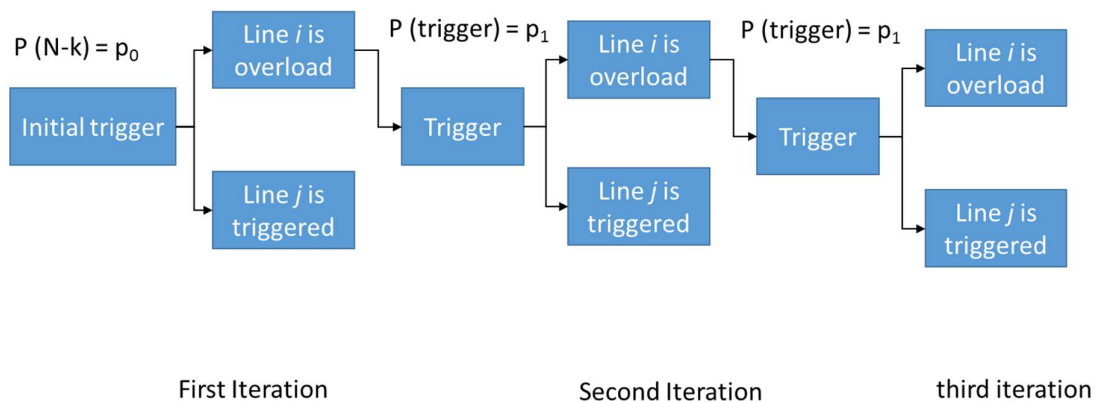 P (N-k) = p0
Initial trigger
Line i is
overload
Line j is
triggered
P (trigger) = p1
Trigger
Line i is
overload
Line j is
triggered
P (trigger) = p1
Trigger
Line i is
overload
Line j is
triggered
First Iteration
Second Iteration
third iteration